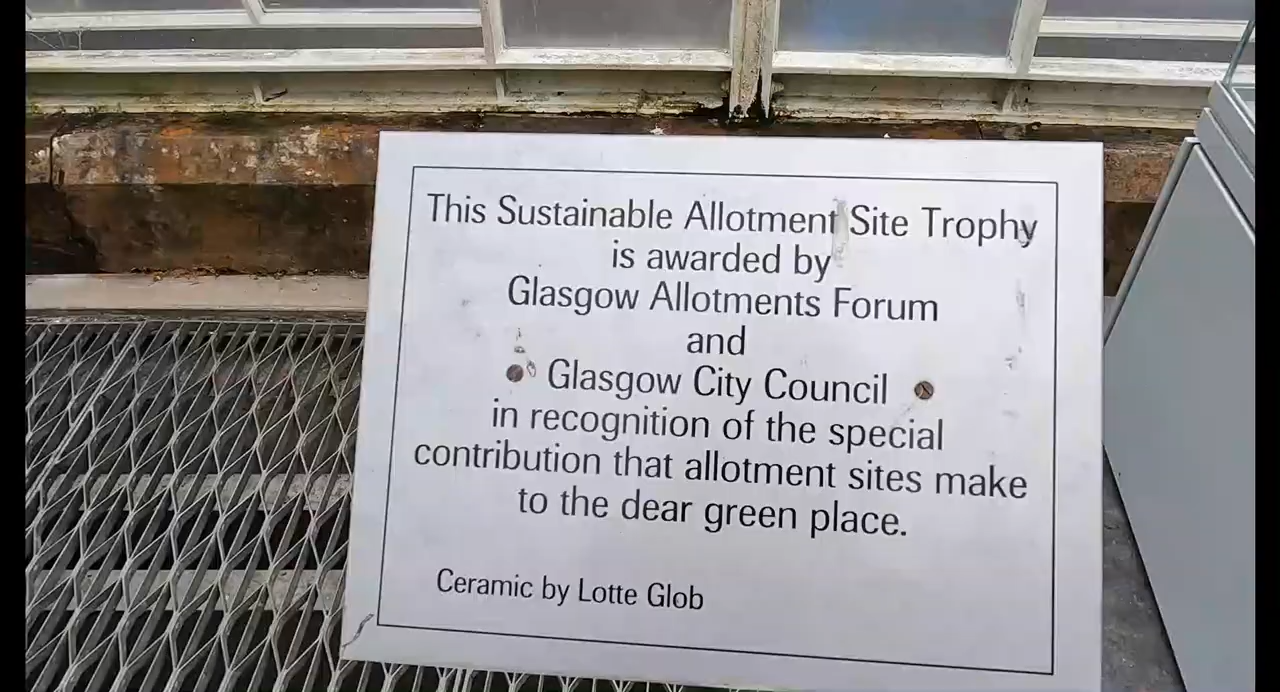 This Sustainable Allotment Site Trophy
is awarded by
Glasgow Allotments Forum
and
Glasgow City Council
in recognition of the special
contribution that allotment sites make
to the dear green place.
Ceramic by Lotte Glob